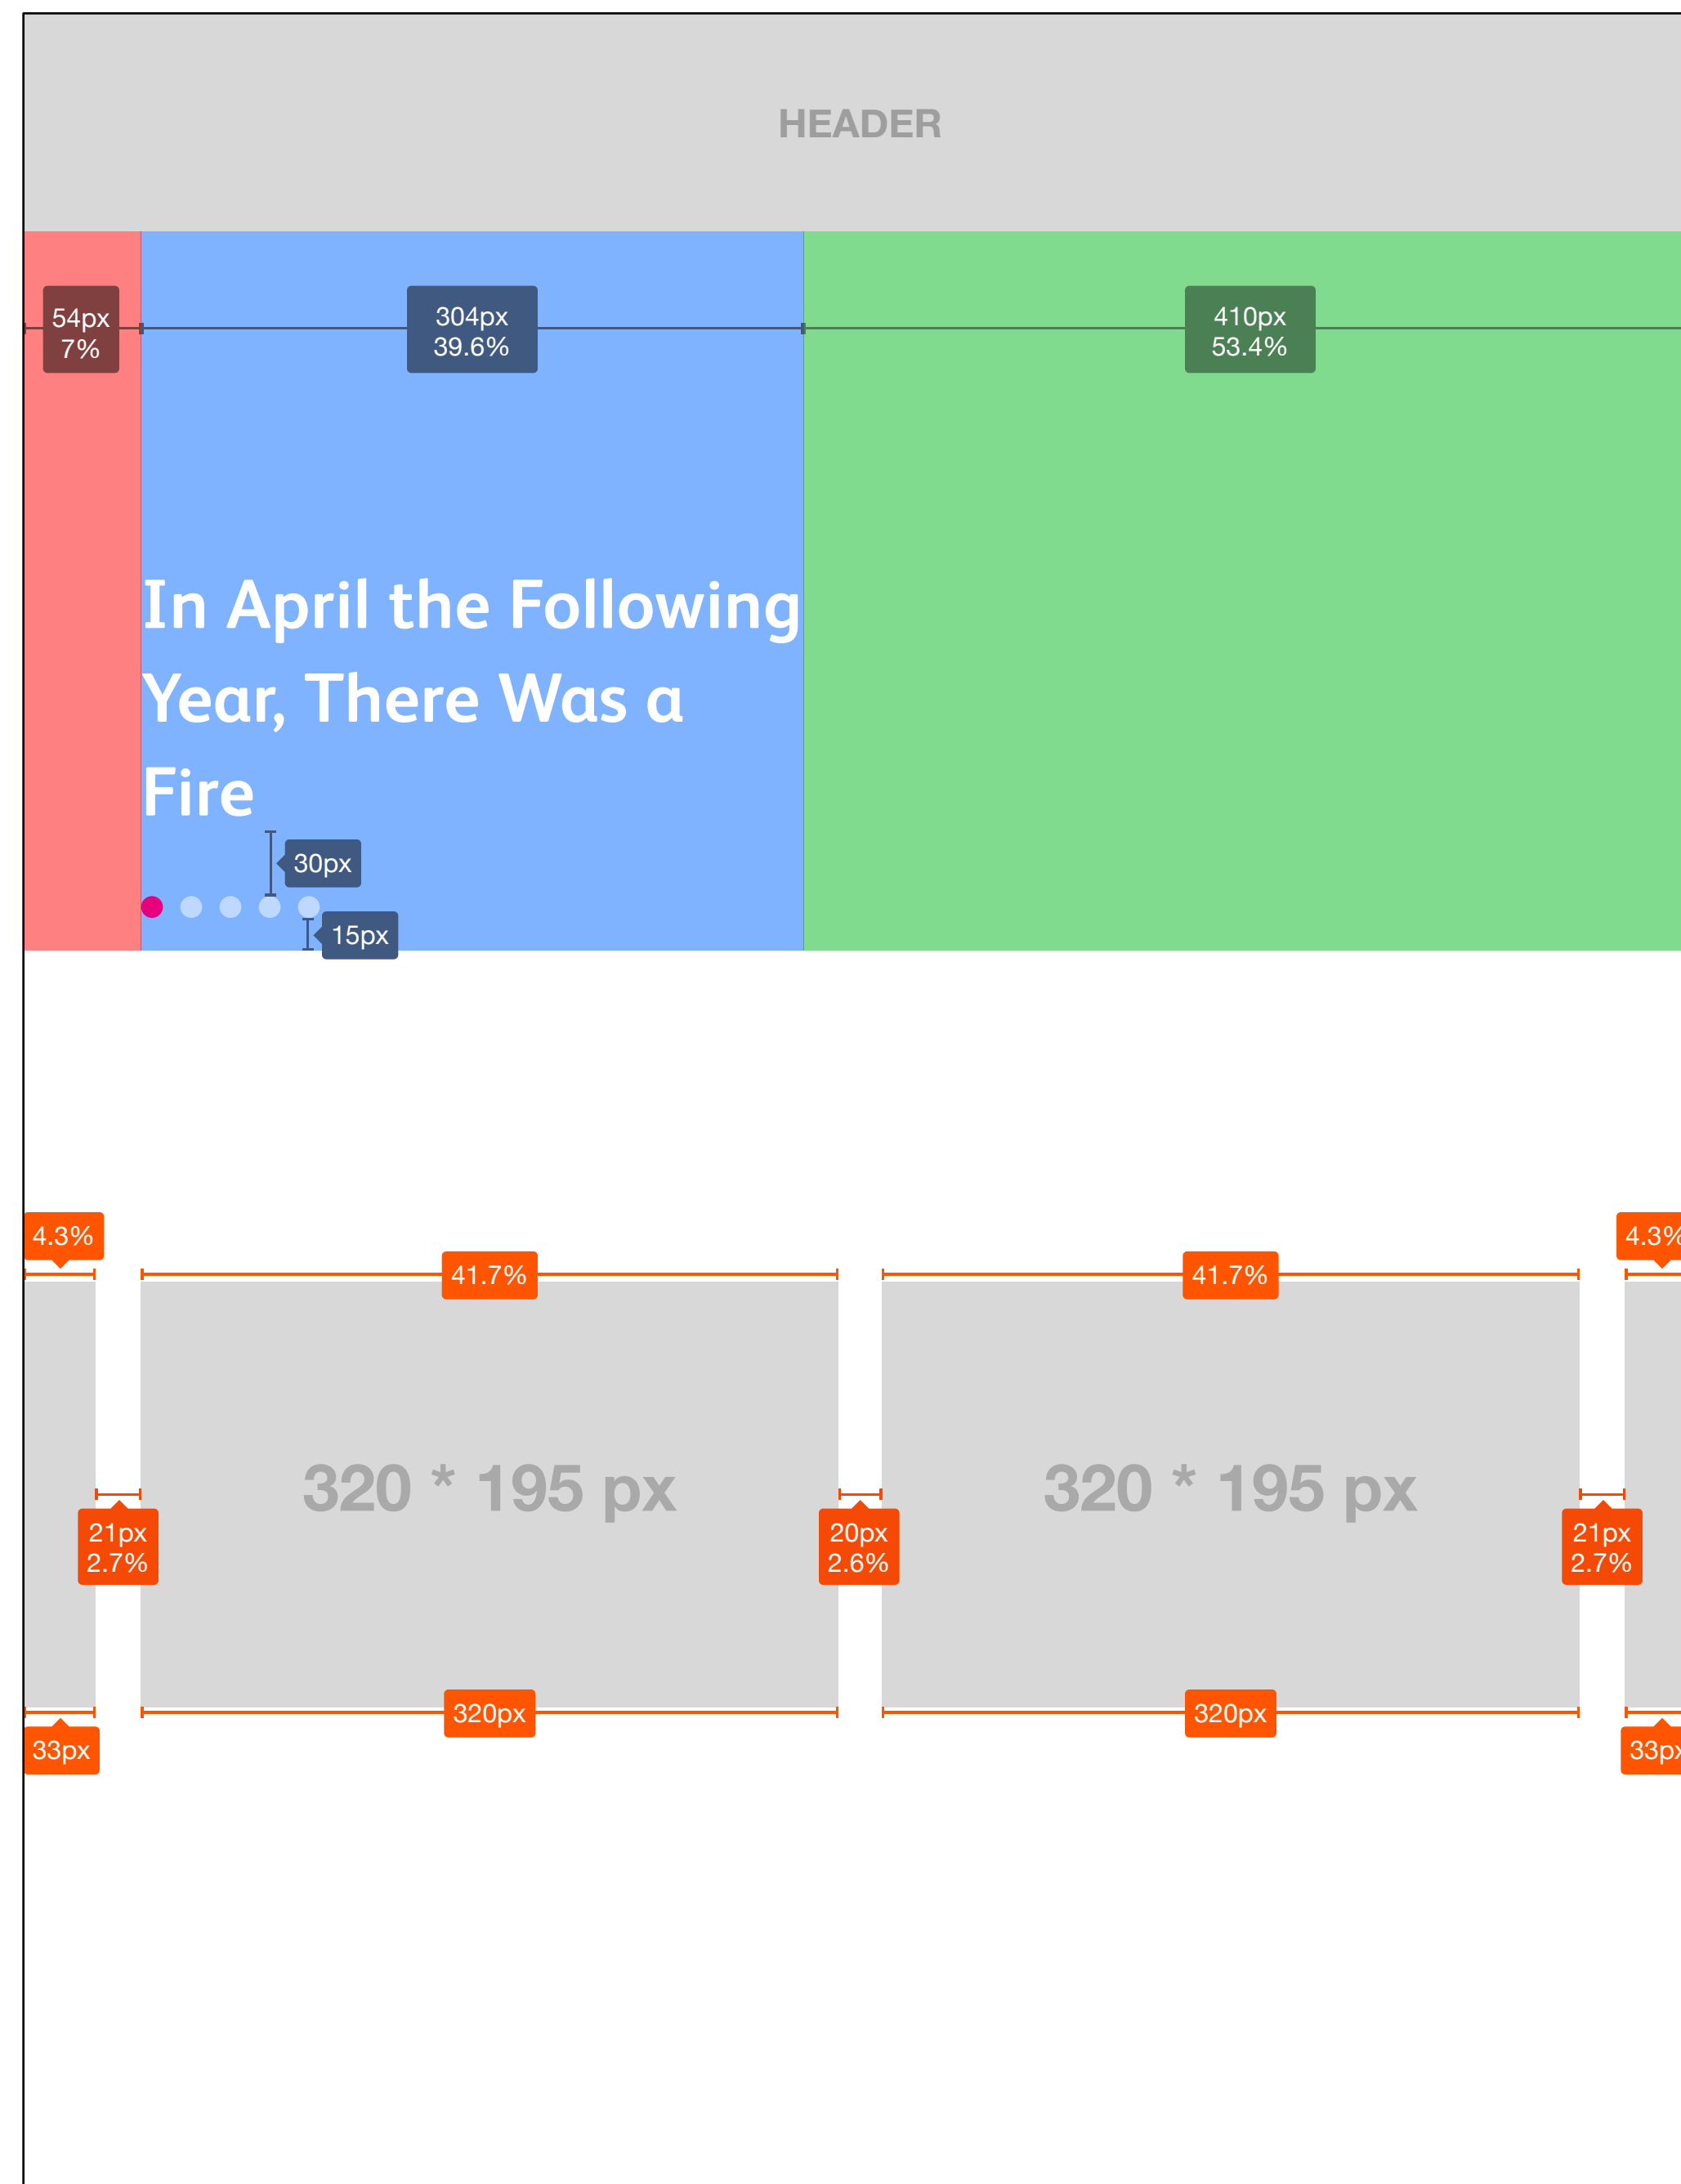 HEADER
54px
7%
304px
39.6%
410px
53.4%
In April the Following
Year, There Was a
Fire
30px
15px
4.3%
41.7%
41.7%
4.3%
320 * 195 px
320 * 195 px
21px
2.7%
20px
2.6%
21px
2.7%
320px
320px
33px
33px